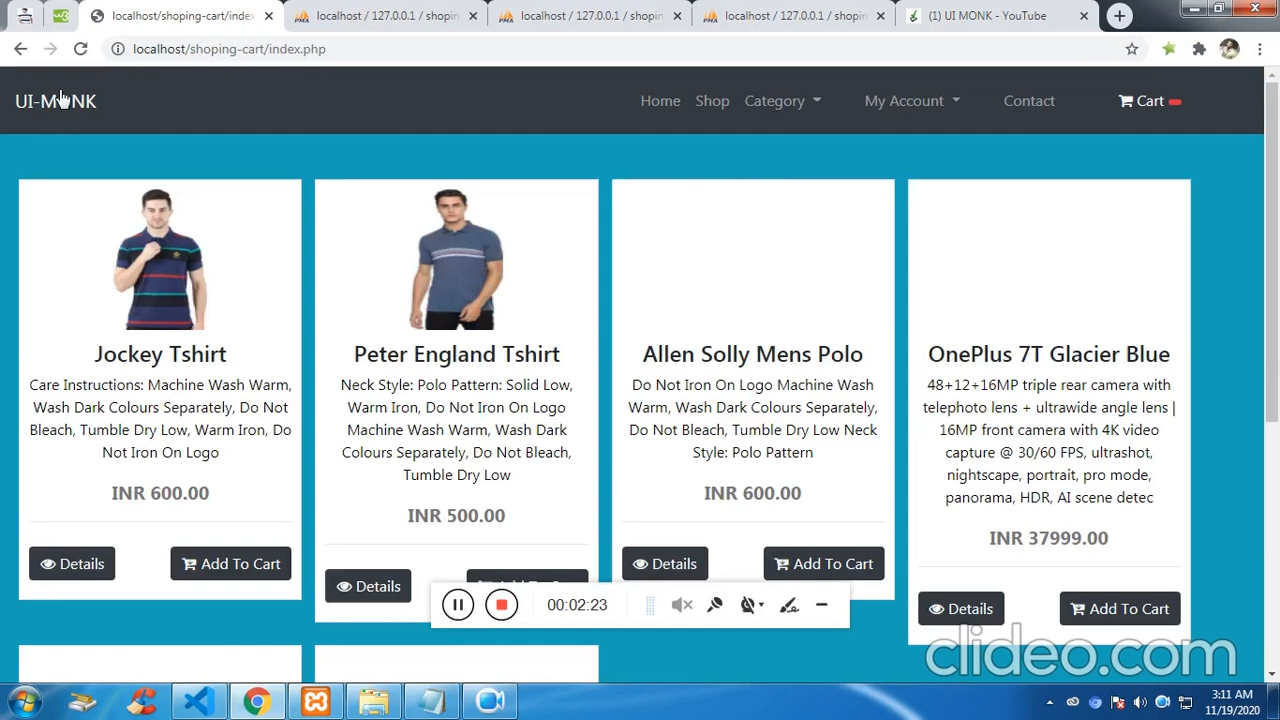 localhost/shoping-cart/index
localhost / 127.0.0.1 / shopin
localhost / 127.0.0.1 / shopin
localhost / 127.0.0.1 / shopin
(1) UI MONK - YouTube
localhost/shoping-cart/index.php
UI-MONK
Home
Shop
Category
My Account
Contact
Cart
Jockey Tshirt
Care Instructions: Machine Wash Warm,
Wash Dark Colours Separately, Do Not
Bleach, Tumble Dry Low, Warm Iron, Do
Not Iron On Logo
INR 600.00
Details
Add To Cart
Peter England Tshirt
Neck Style: Polo Pattern: Solid Low,
Warm Iron, Do Not Iron On Logo
Machine Wash Warm, Wash Dark
Colours Separately, Do Not Bleach,
Tumble Dry Low
INR 500.00
Details
Allen Solly Mens Polo
Do Not Iron On Logo Machine Wash
Warm, Wash Dark Colours Separately,
Do Not Bleach, Tumble Dry Low Neck
Style: Polo Pattern
INR 600.00
Details
Add To Cart
OnePlus 7T Glacier Blue
48+12+16MP triple rear camera with
telephoto lens + ultrawide angle lens |
16MP front camera with 4K video
capture @ 30/60 FPS, ultrashot,
nightscape, portrait, pro mode,
panorama, HDR, AI scene detec
INR 37999.00
Details
Add To Cart
00:02:23
clideo.com
3:11 AM
11/19/2020